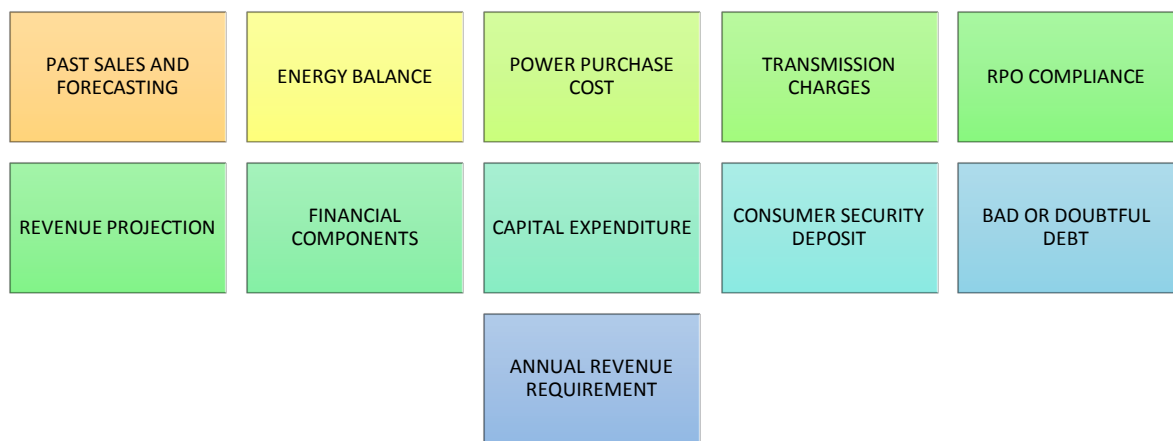 PAST SALES AND
FORECASTING
ENERGY BALANCE
POWER PURCHASE
COST
TRANSMISSION
CHARGES
RPO COMPLIANCE
REVENUE PROJECTION
FINANCIAL
COMPONENTS
CAPITAL EXPENDITURE
CONSUMER SECURITY
DEPOSIT
BAD OR DOUBTFUL
DEBT
ANNUAL REVENUE
REQUIREMENT